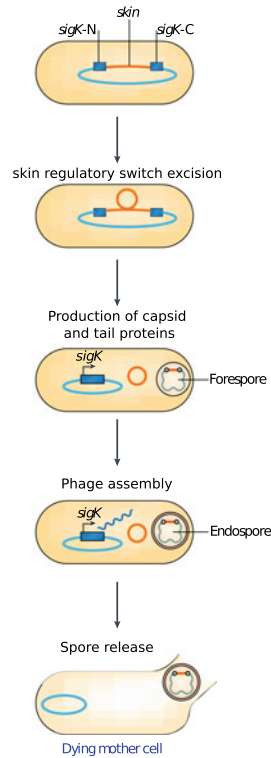 skin
sigK-N
sigK-C
skin regulatory switch excision
Production of capsid
and tail proteins
sigK
Forespore
Phage assembly
sigK
Endospore
Spore release
Dying mother cell